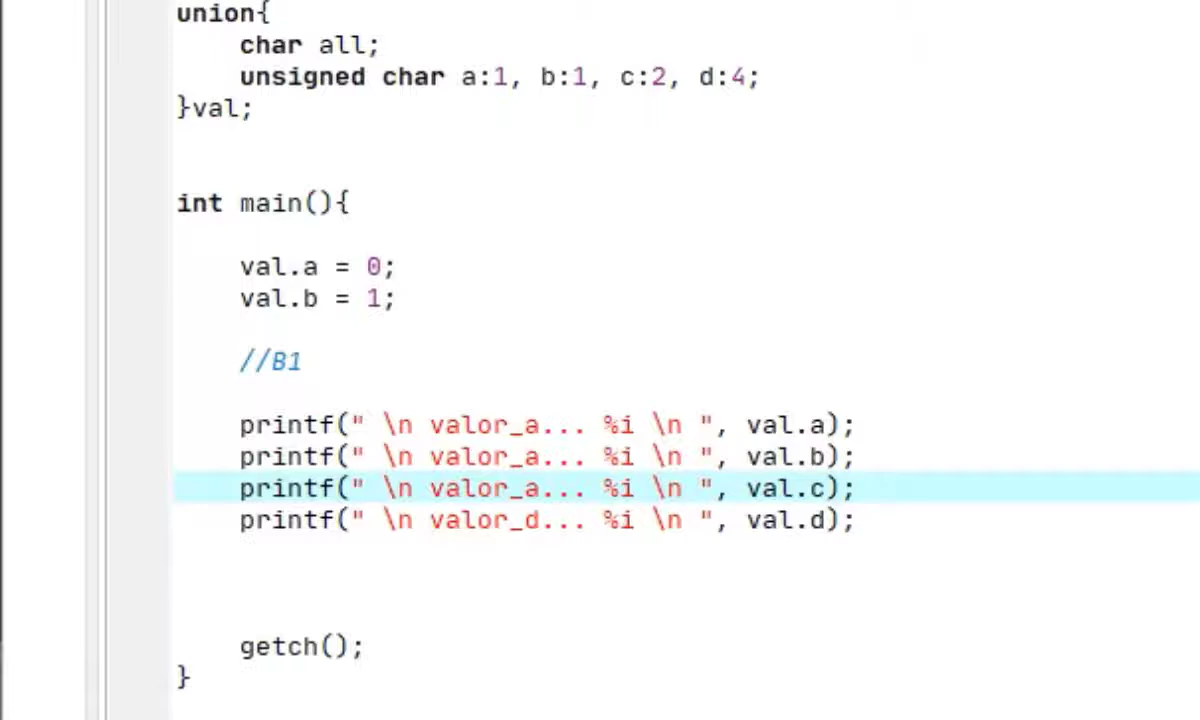 union{
char all;
unsigned char a:1, b:1, c:2, d:4;
}val;
int main(){
val.a = 0;
val.b = 1;
//B1
printf(" \n valor_a... %i \n ", val.a);
printf(" \n valor_a... %i \n ", val.b);
printf(" \n valor_a... %i \n ", val.c);
printf(" \n valor_d... %i \n ", val.d);
getch();
}